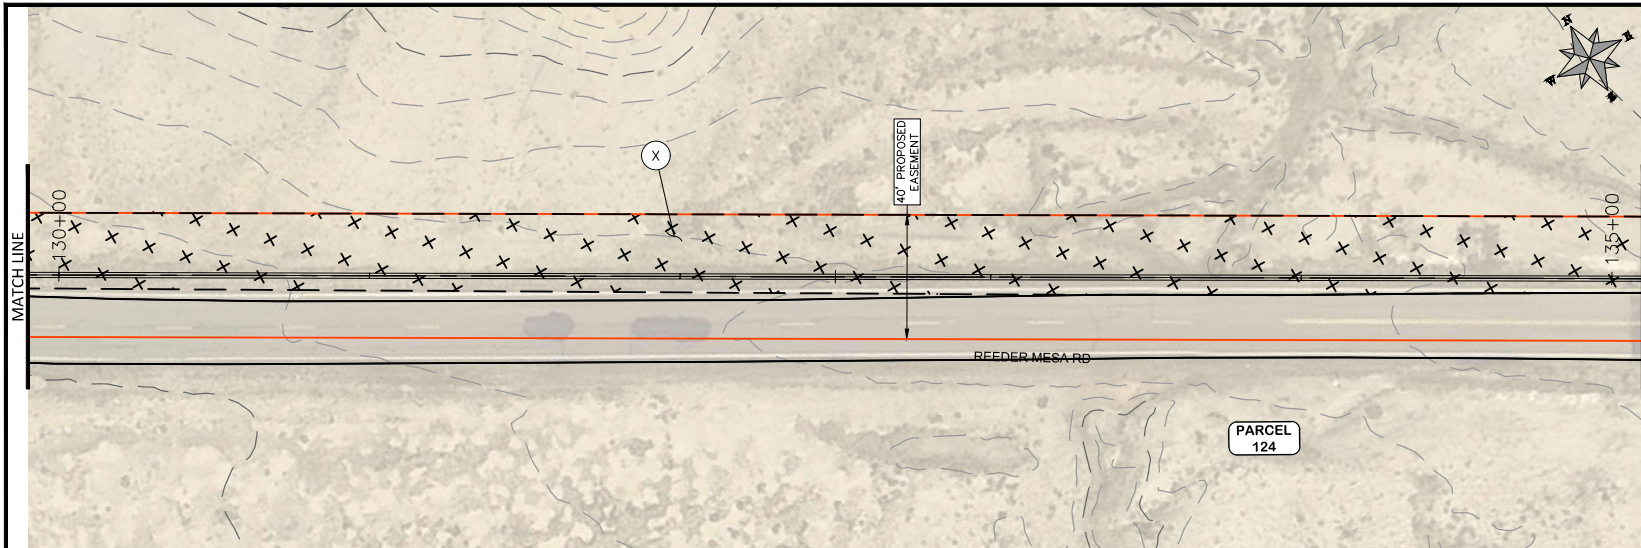 N
E
W
S
X
40' PROPOSED
EASEMENT
130+00
135+00
MATCH LINE
REEDER MESA RD
PARCEL
124